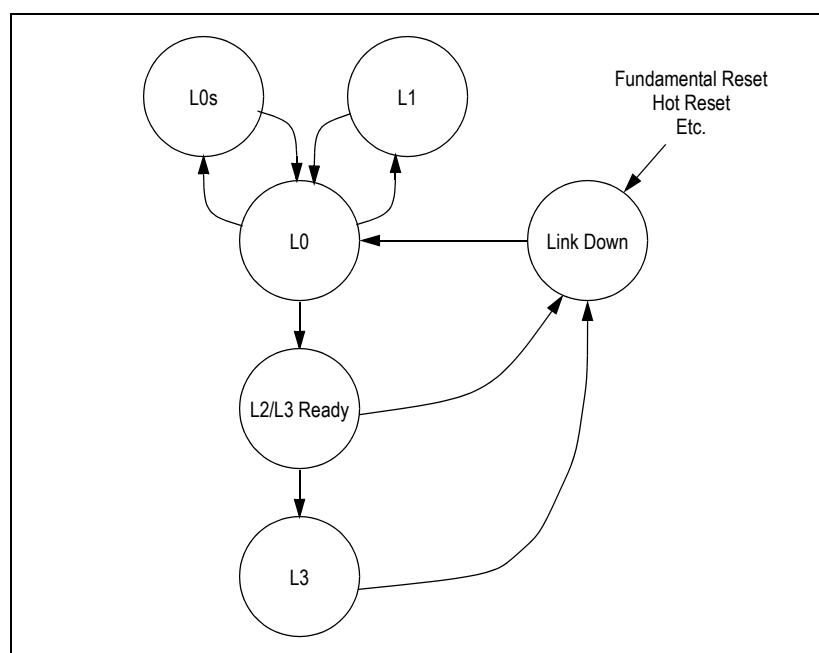 L0s
L1
Fundamental Reset
Hot Reset
Etc.
L0
Link Down
L2/L3 Ready
L3